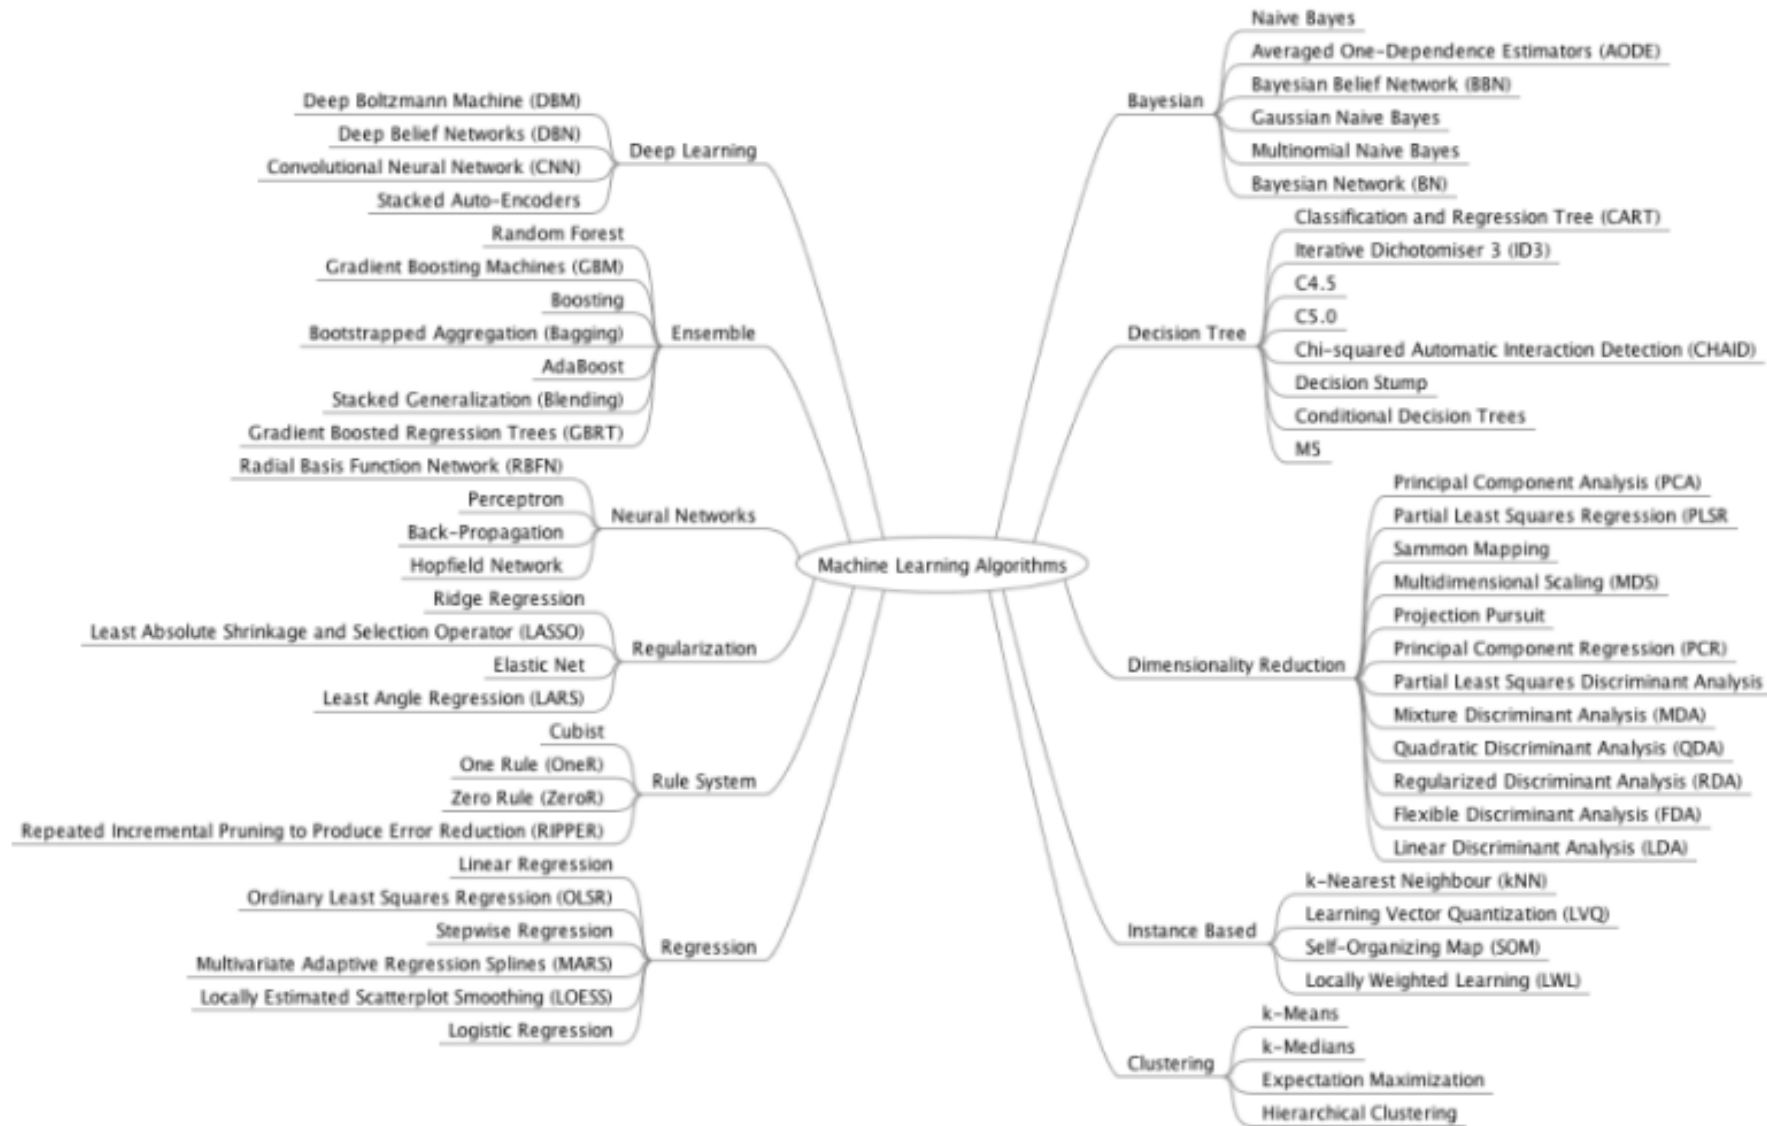 Machine Learning Algorithms
Deep Learning
Deep Boltzmann Machine (DBM)
Deep Belief Networks (DBN)
Convolutional Neural Network (CNN)
Stacked Auto-Encoders
Ensemble
Random Forest
Gradient Boosting Machines (GBM)
Boosting
Bootstrapped Aggregation (Bagging)
AdaBoost
Stacked Generalization (Blending)
Gradient Boosted Regression Trees (GBRT)
Neural Networks
Radial Basis Function Network (RBFN)
Perceptron
Back-Propagation
Hopfield Network
Regularization
Ridge Regression
Least Absolute Shrinkage and Selection Operator (LASSO)
Elastic Net
Least Angle Regression (LARS)
Rule System
Cubist
One Rule (OneR)
Zero Rule (ZeroR)
Repeated Incremental Pruning to Produce Error Reduction (RIPPER)
Regression
Linear Regression
Ordinary Least Squares Regression (OLSR)
Stepwise Regression
Multivariate Adaptive Regression Splines (MARS)
Locally Estimated Scatterplot Smoothing (LOESS)
Logistic Regression
Bayesian
Naive Bayes
Averaged One-Dependence Estimators (AODE)
Bayesian Belief Network (BBN)
Gaussian Naive Bayes
Multinomial Naive Bayes
Bayesian Network (BN)
Decision Tree
Classification and Regression Tree (CART)
Iterative Dichotomiser 3 (ID3)
C4.5
C5.0
Chi-squared Automatic Interaction Detection (CHAID)
Decision Stump
Conditional Decision Trees
M5
Dimensionality Reduction
Principal Component Analysis (PCA)
Partial Least Squares Regression (PLSR
Sammon Mapping
Multidimensional Scaling (MDS)
Projection Pursuit
Principal Component Regression (PCR)
Partial Least Squares Discriminant Analysis
Mixture Discriminant Analysis (MDA)
Quadratic Discriminant Analysis (QDA)
Regularized Discriminant Analysis (RDA)
Flexible Discriminant Analysis (FDA)
Linear Discriminant Analysis (LDA)
Instance Based
k-Nearest Neighbour (kNN)
Learning Vector Quantization (LVQ)
Self-Organizing Map (SOM)
Locally Weighted Learning (LWL)
Clustering
k-Means
k-Medians
Expectation Maximization
Hierarchical Clustering